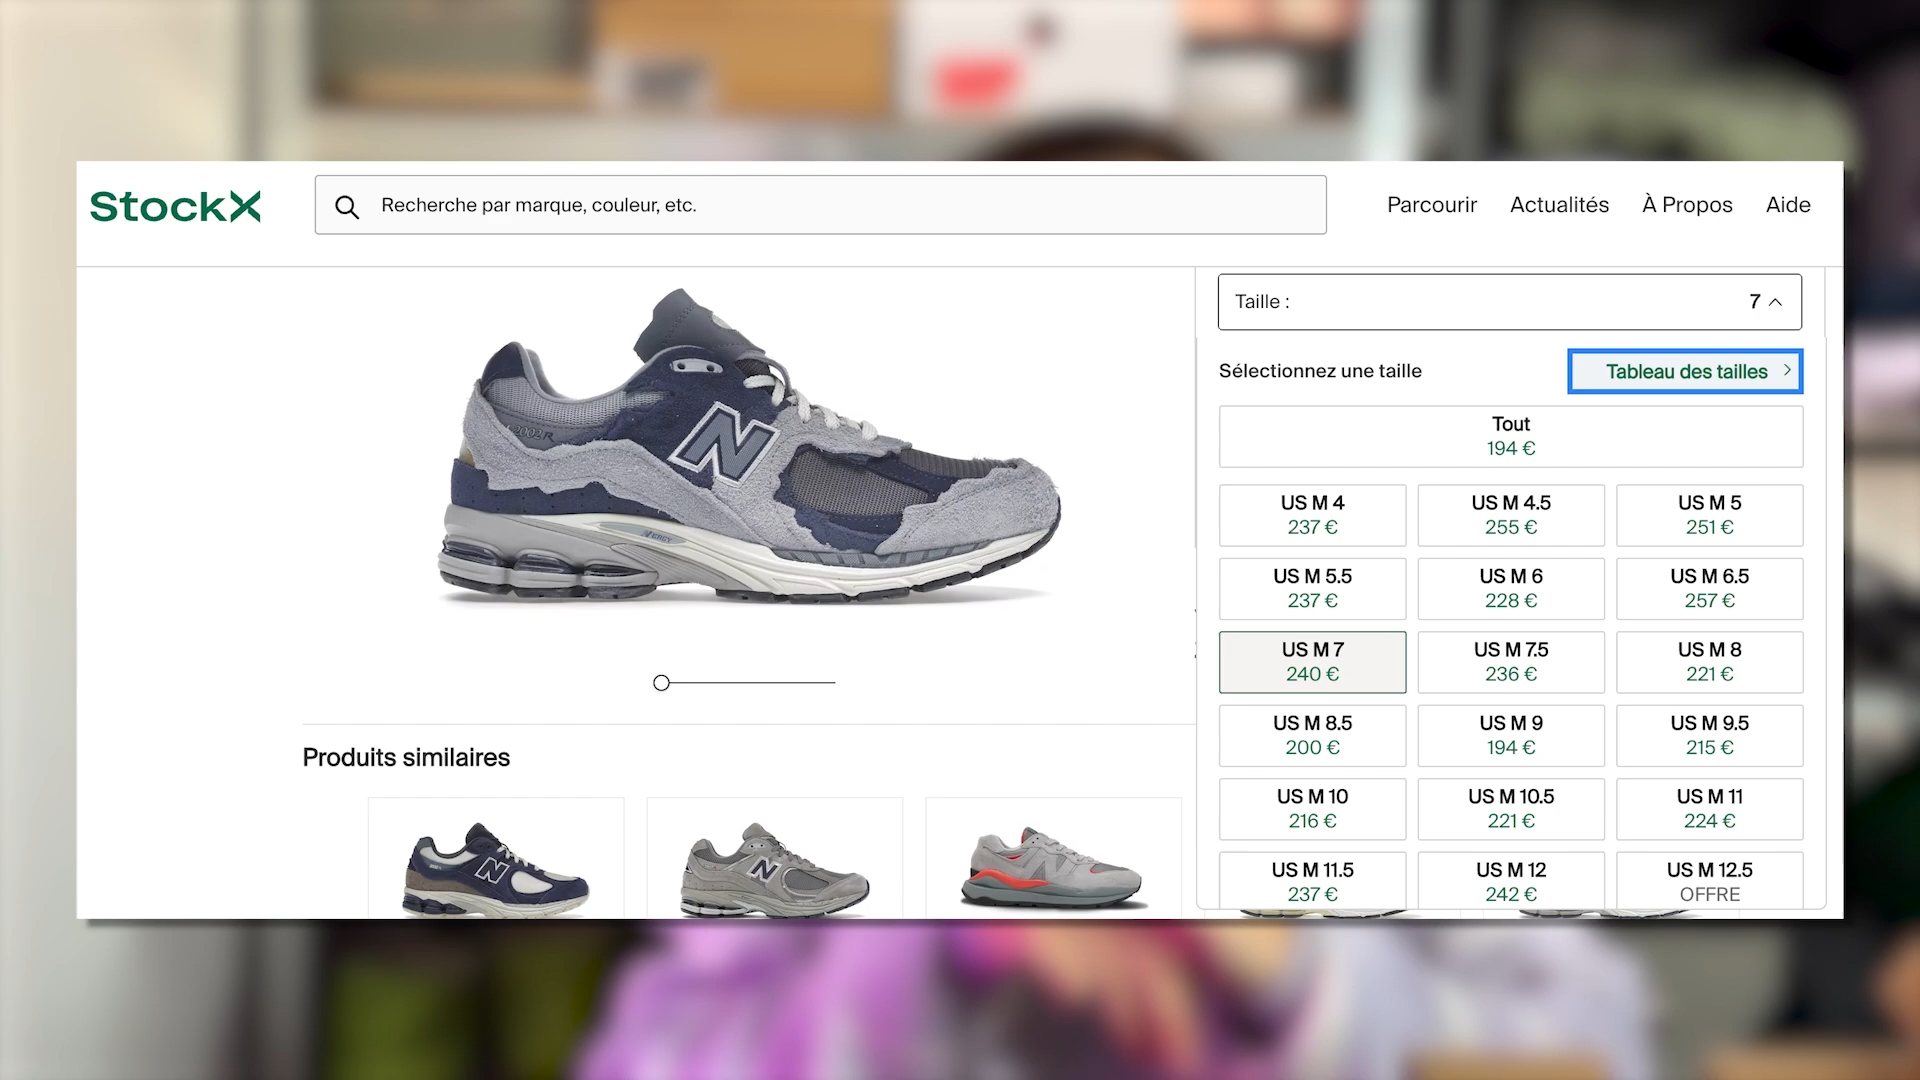 StockX
Recherche par marque, couleur, etc.
Parcourir
Actualités
À Propos
Aide
Taille :
7
Sélectionnez une taille
Tableau des tailles
Tout
194 €
US M 4
237 €
US M 4.5
255 €
US M 5
251 €
US M 5.5
237 €
US M 6
228 €
US M 6.5
257 €
US M 7
240 €
US M 7.5
236 €
US M 8
221 €
US M 8.5
200 €
US M 9
194 €
US M 9.5
215 €
US M 10
216 €
US M 10.5
221 €
US M 11
224 €
US M 11.5
237 €
US M 12
242 €
US M 12.5
OFFRE
2002R
N
N-ERGY
Produits similaires
N
N
N